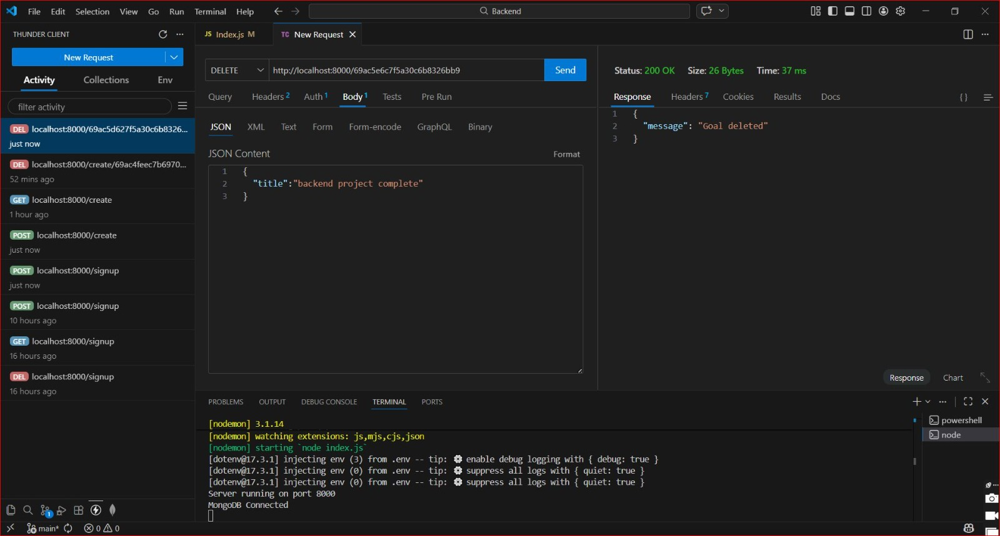 File Edit Selection View Go Run Terminal Help
Backend
THUNDER CLIENT
New Request
Activity Collections Env
filter activity
DEL localhost:8000/69ac5d627f5a30c6b8326...
just now
DEL localhost:8000/create/69ac4feec7b6970...
52 mins ago
GET localhost:8000/create
1 hour ago
POST localhost:8000/create
just now
POST localhost:8000/signup
just now
POST localhost:8000/signup
10 hours ago
GET localhost:8000/signup
16 hours ago
DEL localhost:8000/signup
16 hours ago
JS Index.js M
TC New Request
DELETE http://localhost:8000/69ac5e6c7f5a30c6b8326bb9 Send
Query Headers 2 Auth 1 Body 1 Tests Pre Run
JSON XML Text Form Form-encode GraphQL Binary
JSON Content Format
1 {
2 "title":"backend project complete"
3 }
Status: 200 OK Size: 26 Bytes Time: 37 ms
Response Headers 7 Cookies Results Docs { }
1 {
2 "message": "Goal deleted"
3 }
Response Chart
PROBLEMS OUTPUT DEBUG CONSOLE TERMINAL PORTS
[nodemon] 3.1.14
[nodemon] watching extensions: js,mjs,cjs,json
[nodemon] starting `node index.js`
[dotenv@17.3.1] injecting env (3) from .env -- tip: ⚙️ enable debug logging with { debug: true }
[dotenv@17.3.1] injecting env (0) from .env -- tip: ⚙️ suppress all logs with { quiet: true }
[dotenv@17.3.1] injecting env (0) from .env -- tip: ⚙️ suppress all logs with { quiet: true }
Server running on port 8000
MongoDB Connected
powershell
node
1
main* 0 0